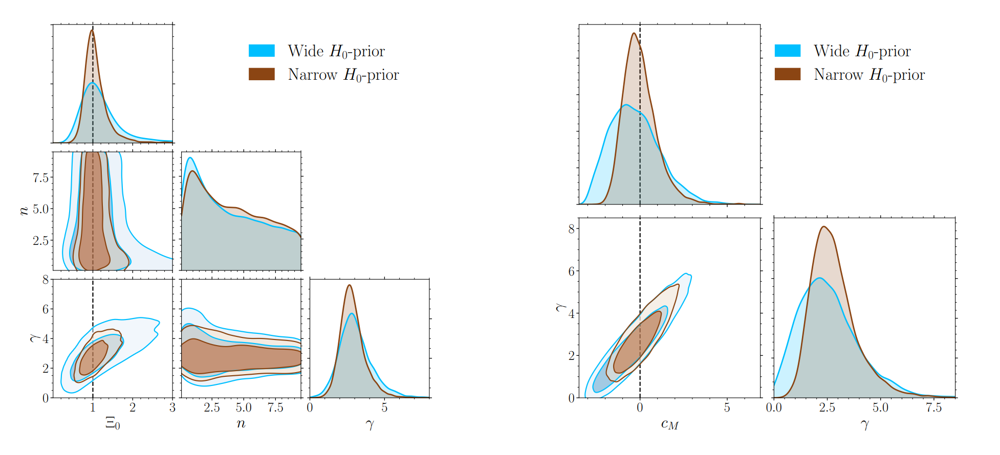 Wide H₀-prior
Narrow H₀-prior
Wide H₀-prior
Narrow H₀-prior
7.5
5.0
2.5
n
8
6
4
2
0
γ
1 2 3
Ξ₀
2.5 5.0 7.5
n
0 5
γ
8
6
4
2
0
γ
0 5
c_M
0.0 2.5 5.0 7.5
γ